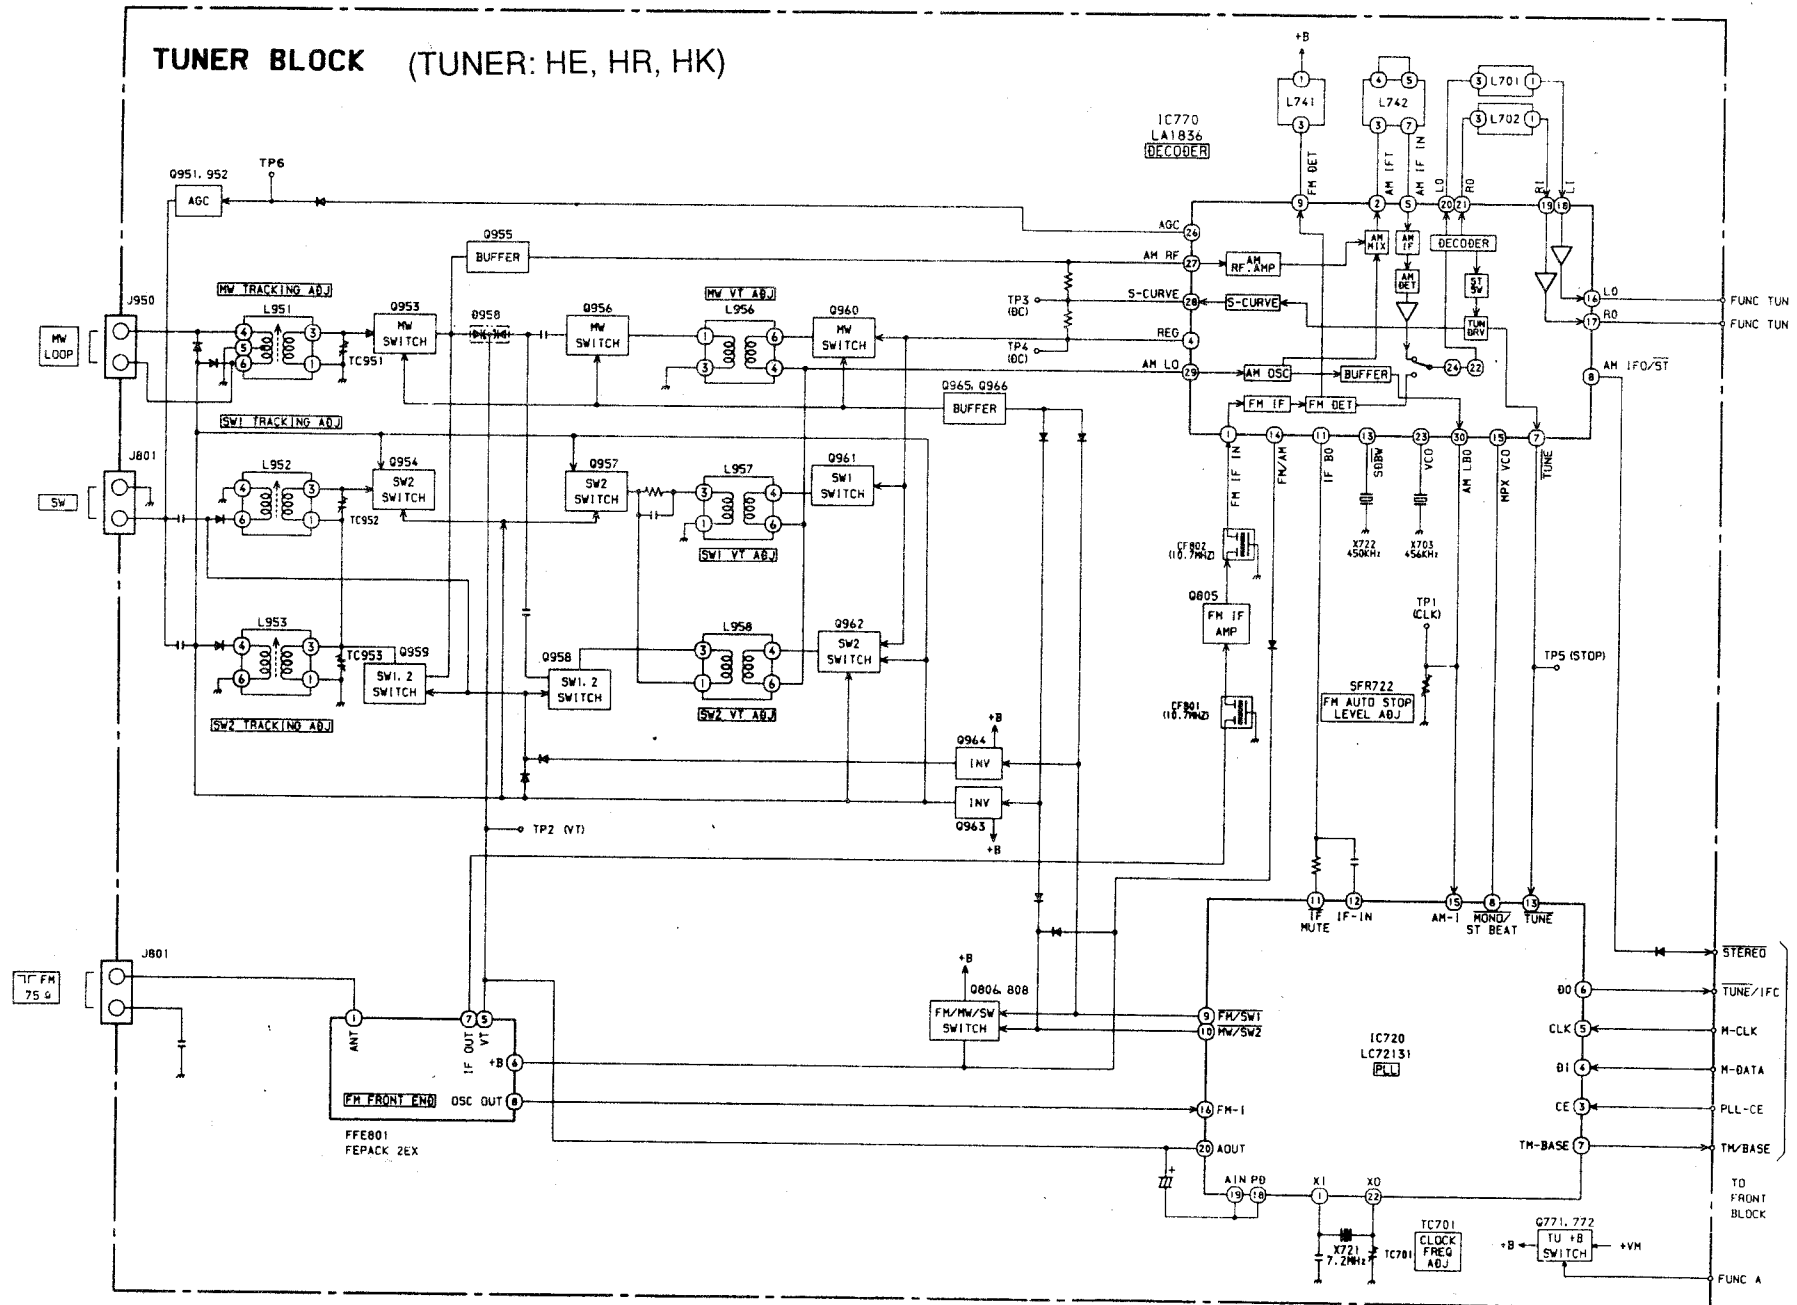 TUNER BLOCK (TUNER: HE, HR, HK)
+B
L741
L742
L701
L702
IC770
LA1836
DECODER
FM DET
AM IFT
AM IF IN
LO
RO
RI
LI
Q951, 952
AGC
TP6
Q955
BUFFER
AGC
AM RF
S-CURVE
REG
AM LO
AM RF. AMP
AM MIX
AM IF
AM DET
DECODER
ST SW
TUN DRV
S-CURVE
AM OSC
BUFFER
FM IF
FM DET
LO
RO
FUNC TUN
FUNC TUN
AM IFO/ST
TP3 (DC)
TP4 (DC)
J950
MW LOOP
MW TRACKING ADJ
L951
TC951
Q953
MW SWITCH
D958
Q956
MW SWITCH
MW VT ADJ
L956
Q960
MW SWITCH
Q965, Q966
BUFFER
SW1 TRACKING ADJ
J801
SW
L952
TC952
Q954
SW2 SWITCH
Q957
SW2 SWITCH
L957
SW1 VT ADJ
Q961
SW1 SWITCH
L953
TC953
SW2 TRACKING ADJ
Q959
SW1, 2 SWITCH
Q958
SW1, 2 SWITCH
L958
SW2 VT ADJ
Q962
SW2 SWITCH
FM IF IN
FM/AM
IF BO
SDBW
VCO
AM LBO
MPX VCO
TUNE
CF802
(10.7MHZ)
X722
450KHz
X703
456KHz
Q805
FM IF AMP
TP1
(CLK)
TP5 (STOP)
SFR722
FM AUTO STOP
LEVEL ADJ
CF801
(10.7MHZ)
Q964
INV
+B
INV
Q963
+B
TP2 (VT)
J801
FM
75 Ω
ANT
IF OUT
VT
+B
OSC OUT
FM FRONT END
FFE801
FEPACK 2EX
+B
Q806, 808
FM/MW/SW
SWITCH
IF MUTE
IF-IN
AM-I
MONO/
ST BEAT
TUNE
FM/SW1
MW/SW2
FM-I
AOUT
AIN
PD
XI
XO
IC720
LC72131
PLL
DO
CLK
DI
CE
TM-BASE
STEREO
TUNE/IFC
M-CLK
M-DATA
PLL-CE
TM/BASE
TO
FRONT
BLOCK
X721
7.2MHz
TC701
TC701
CLOCK
FREQ
ADJ
Q771, 772
TU +B
SWITCH
+B
+VM
FUNC A